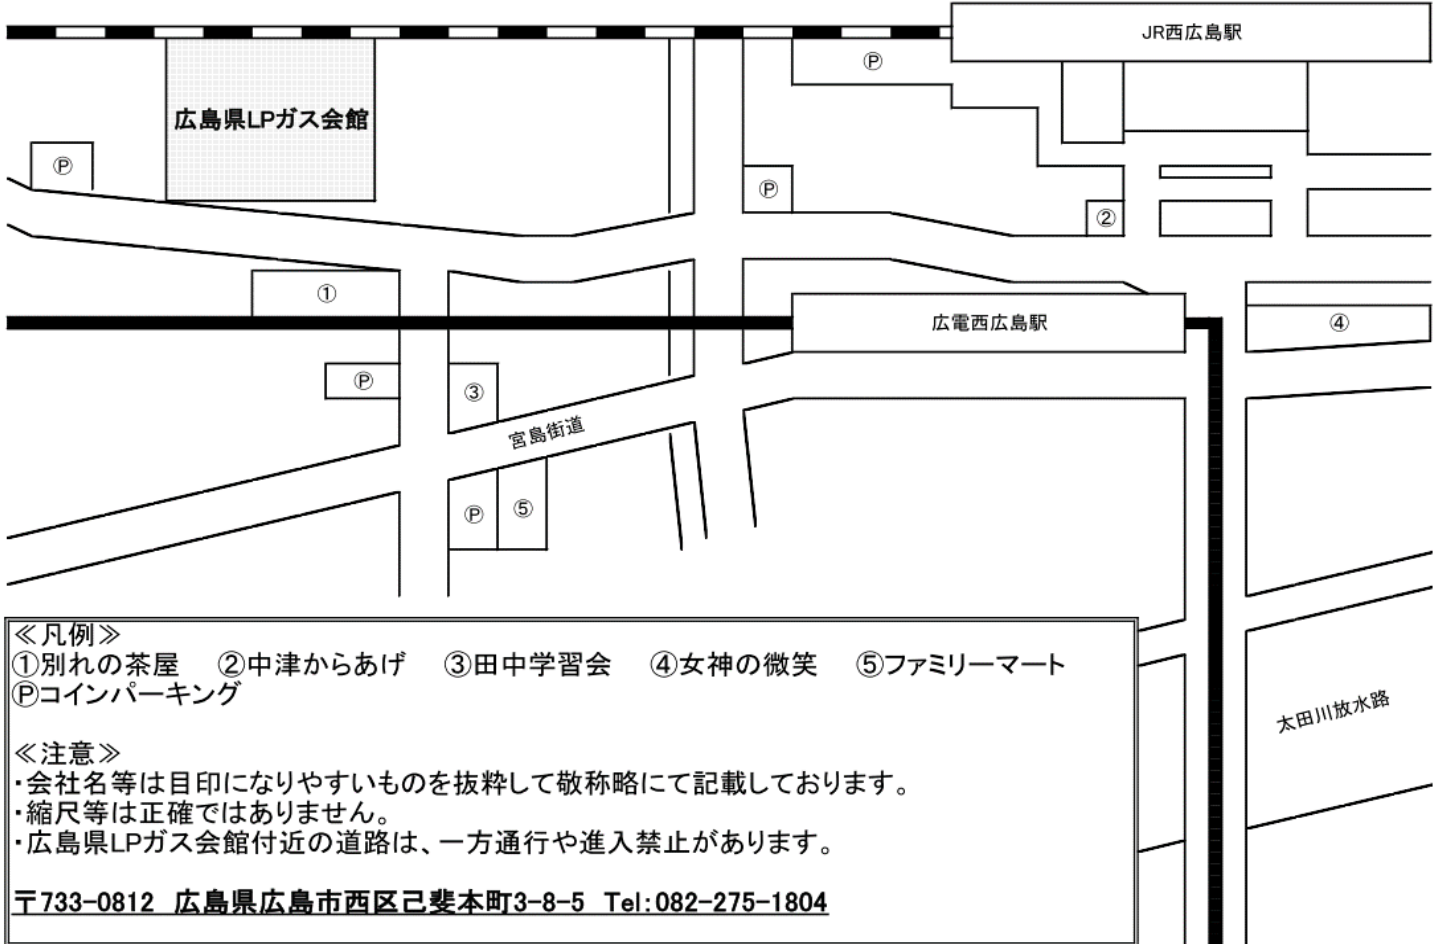 JR西広島駅
Ⓟ
広島県LPガス会館
Ⓟ
Ⓟ
②
①
広電西広島駅
④
Ⓟ
③
宮島街道
Ⓟ
⑤
≪凡例≫
①別れの茶屋 ②中津からあげ ③田中学習会 ④女神の微笑 ⑤ファミリーマート
Ⓟコインパーキング
太田川放水路
≪注意≫
・会社名等は目印になりやすいものを抜粋して敬称略にて記載しております。
・縮尺等は正確ではありません。
・広島県LPガス会館付近の道路は、一方通行や進入禁止があります。
〒733-0812 広島県広島市西区己斐本町3-8-5 Tel:082-275-1804